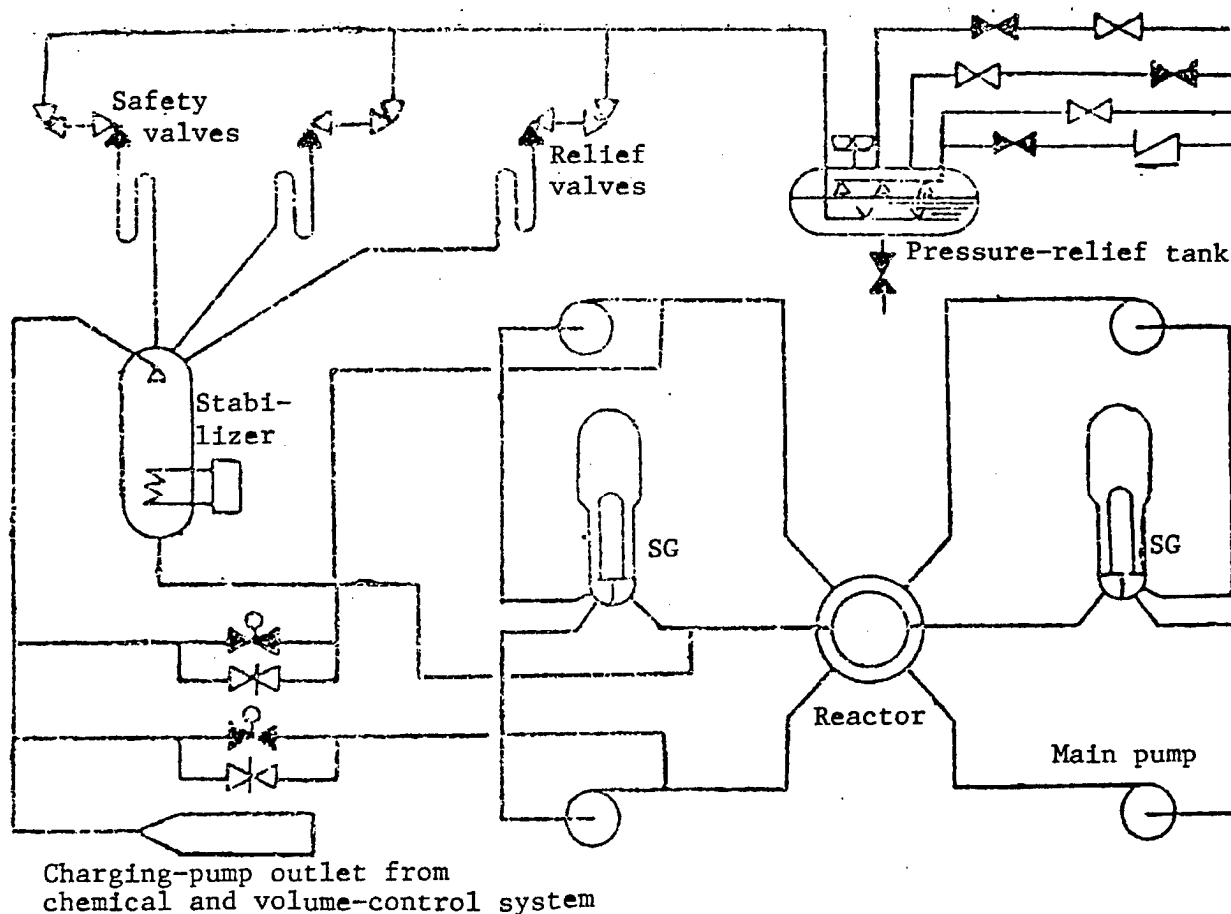 Safety
valves
Relief
valves
Pressure-relief tank
Stabi-
lizer
SG
SG
Reactor
Main pump
Charging-pump outlet from
chemical and volume-control system